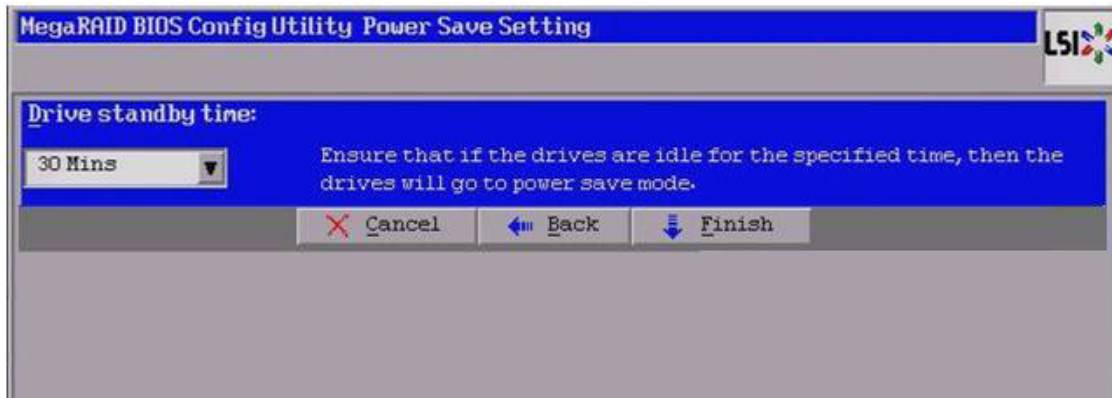 MegaRAID BIOS Config Utility Power Save Setting
LSI
Drive standby time:
30 Mins
Ensure that if the drives are idle for the specified time, then the
drives will go to power save mode.
Cancel Back Finish